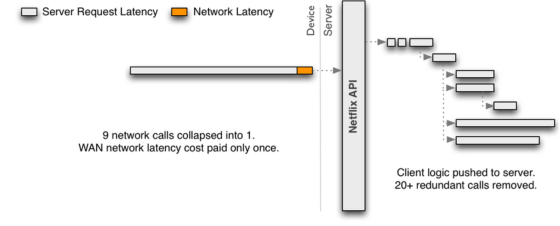 Server Request Latency
Network Latency
Device
Server
Netflix API
9 network calls collapsed into 1.
WAN network latency cost paid only once.
Client logic pushed to server.
20+ redundant calls removed.